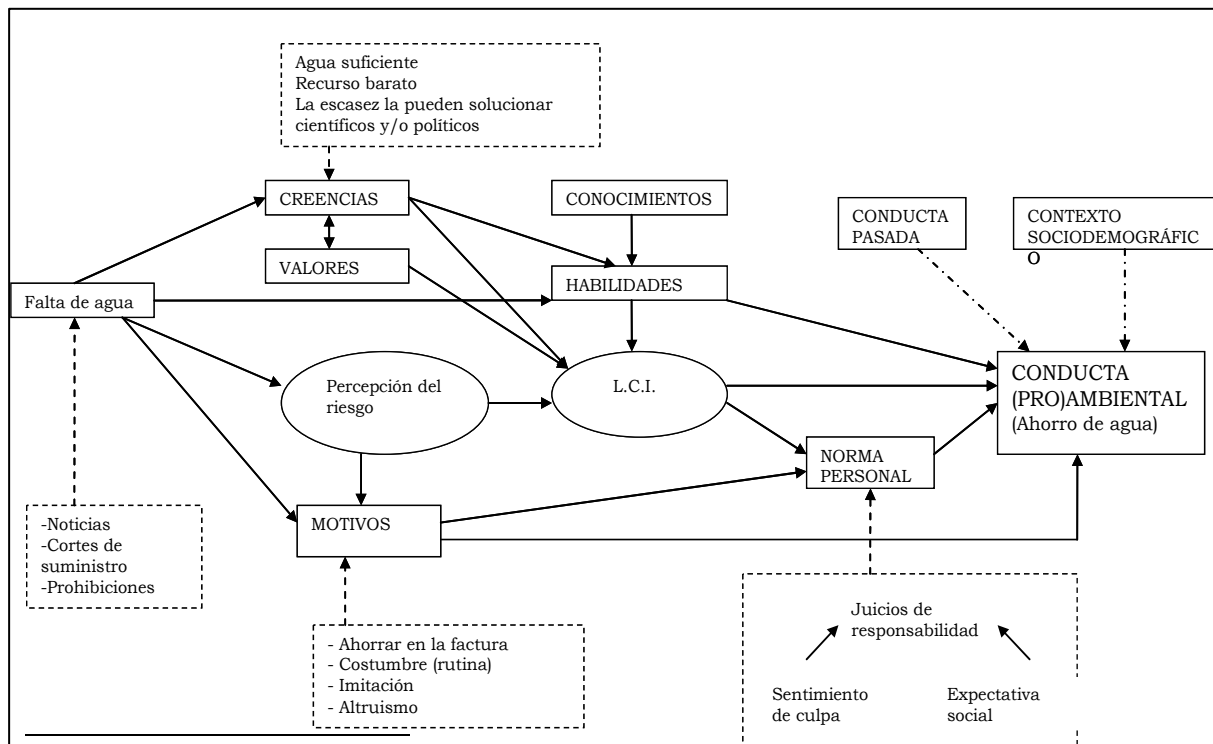 Agua suficiente
Recurso barato
La escasez la pueden solucionar
científicos y/o políticos
CREENCIAS
CONOCIMIENTOS
CONDUCTA
PASADA
CONTEXTO
SOCIODEMOGRÁFIC
O
VALORES
HABILIDADES
Falta de agua
Percepción del
riesgo
L.C.I.
CONDUCTA
(PRO)AMBIENTAL
(Ahorro de agua)
NORMA
PERSONAL
MOTIVOS
-Noticias
-Cortes de
suministro
-Prohibiciones
- Ahorrar en la factura
- Costumbre (rutina)
- Imitación
- Altruismo
Juicios de
responsabilidad
Sentimiento
de culpa
Expectativa
social